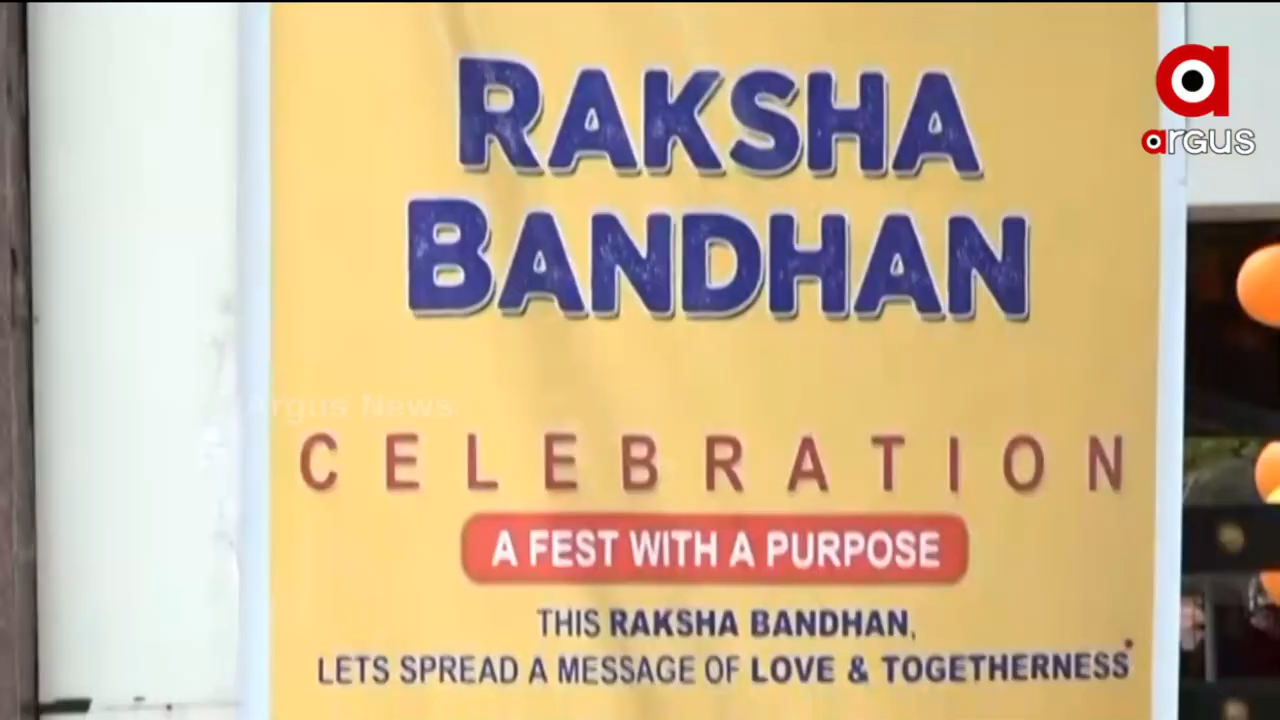 RAKSHA
BANDHAN
CELEBRATION
A FEST WITH A PURPOSE
THIS RAKSHA BANDHAN,
LETS SPREAD A MESSAGE OF LOVE & TOGETHERNESS
a
argus
Argus News